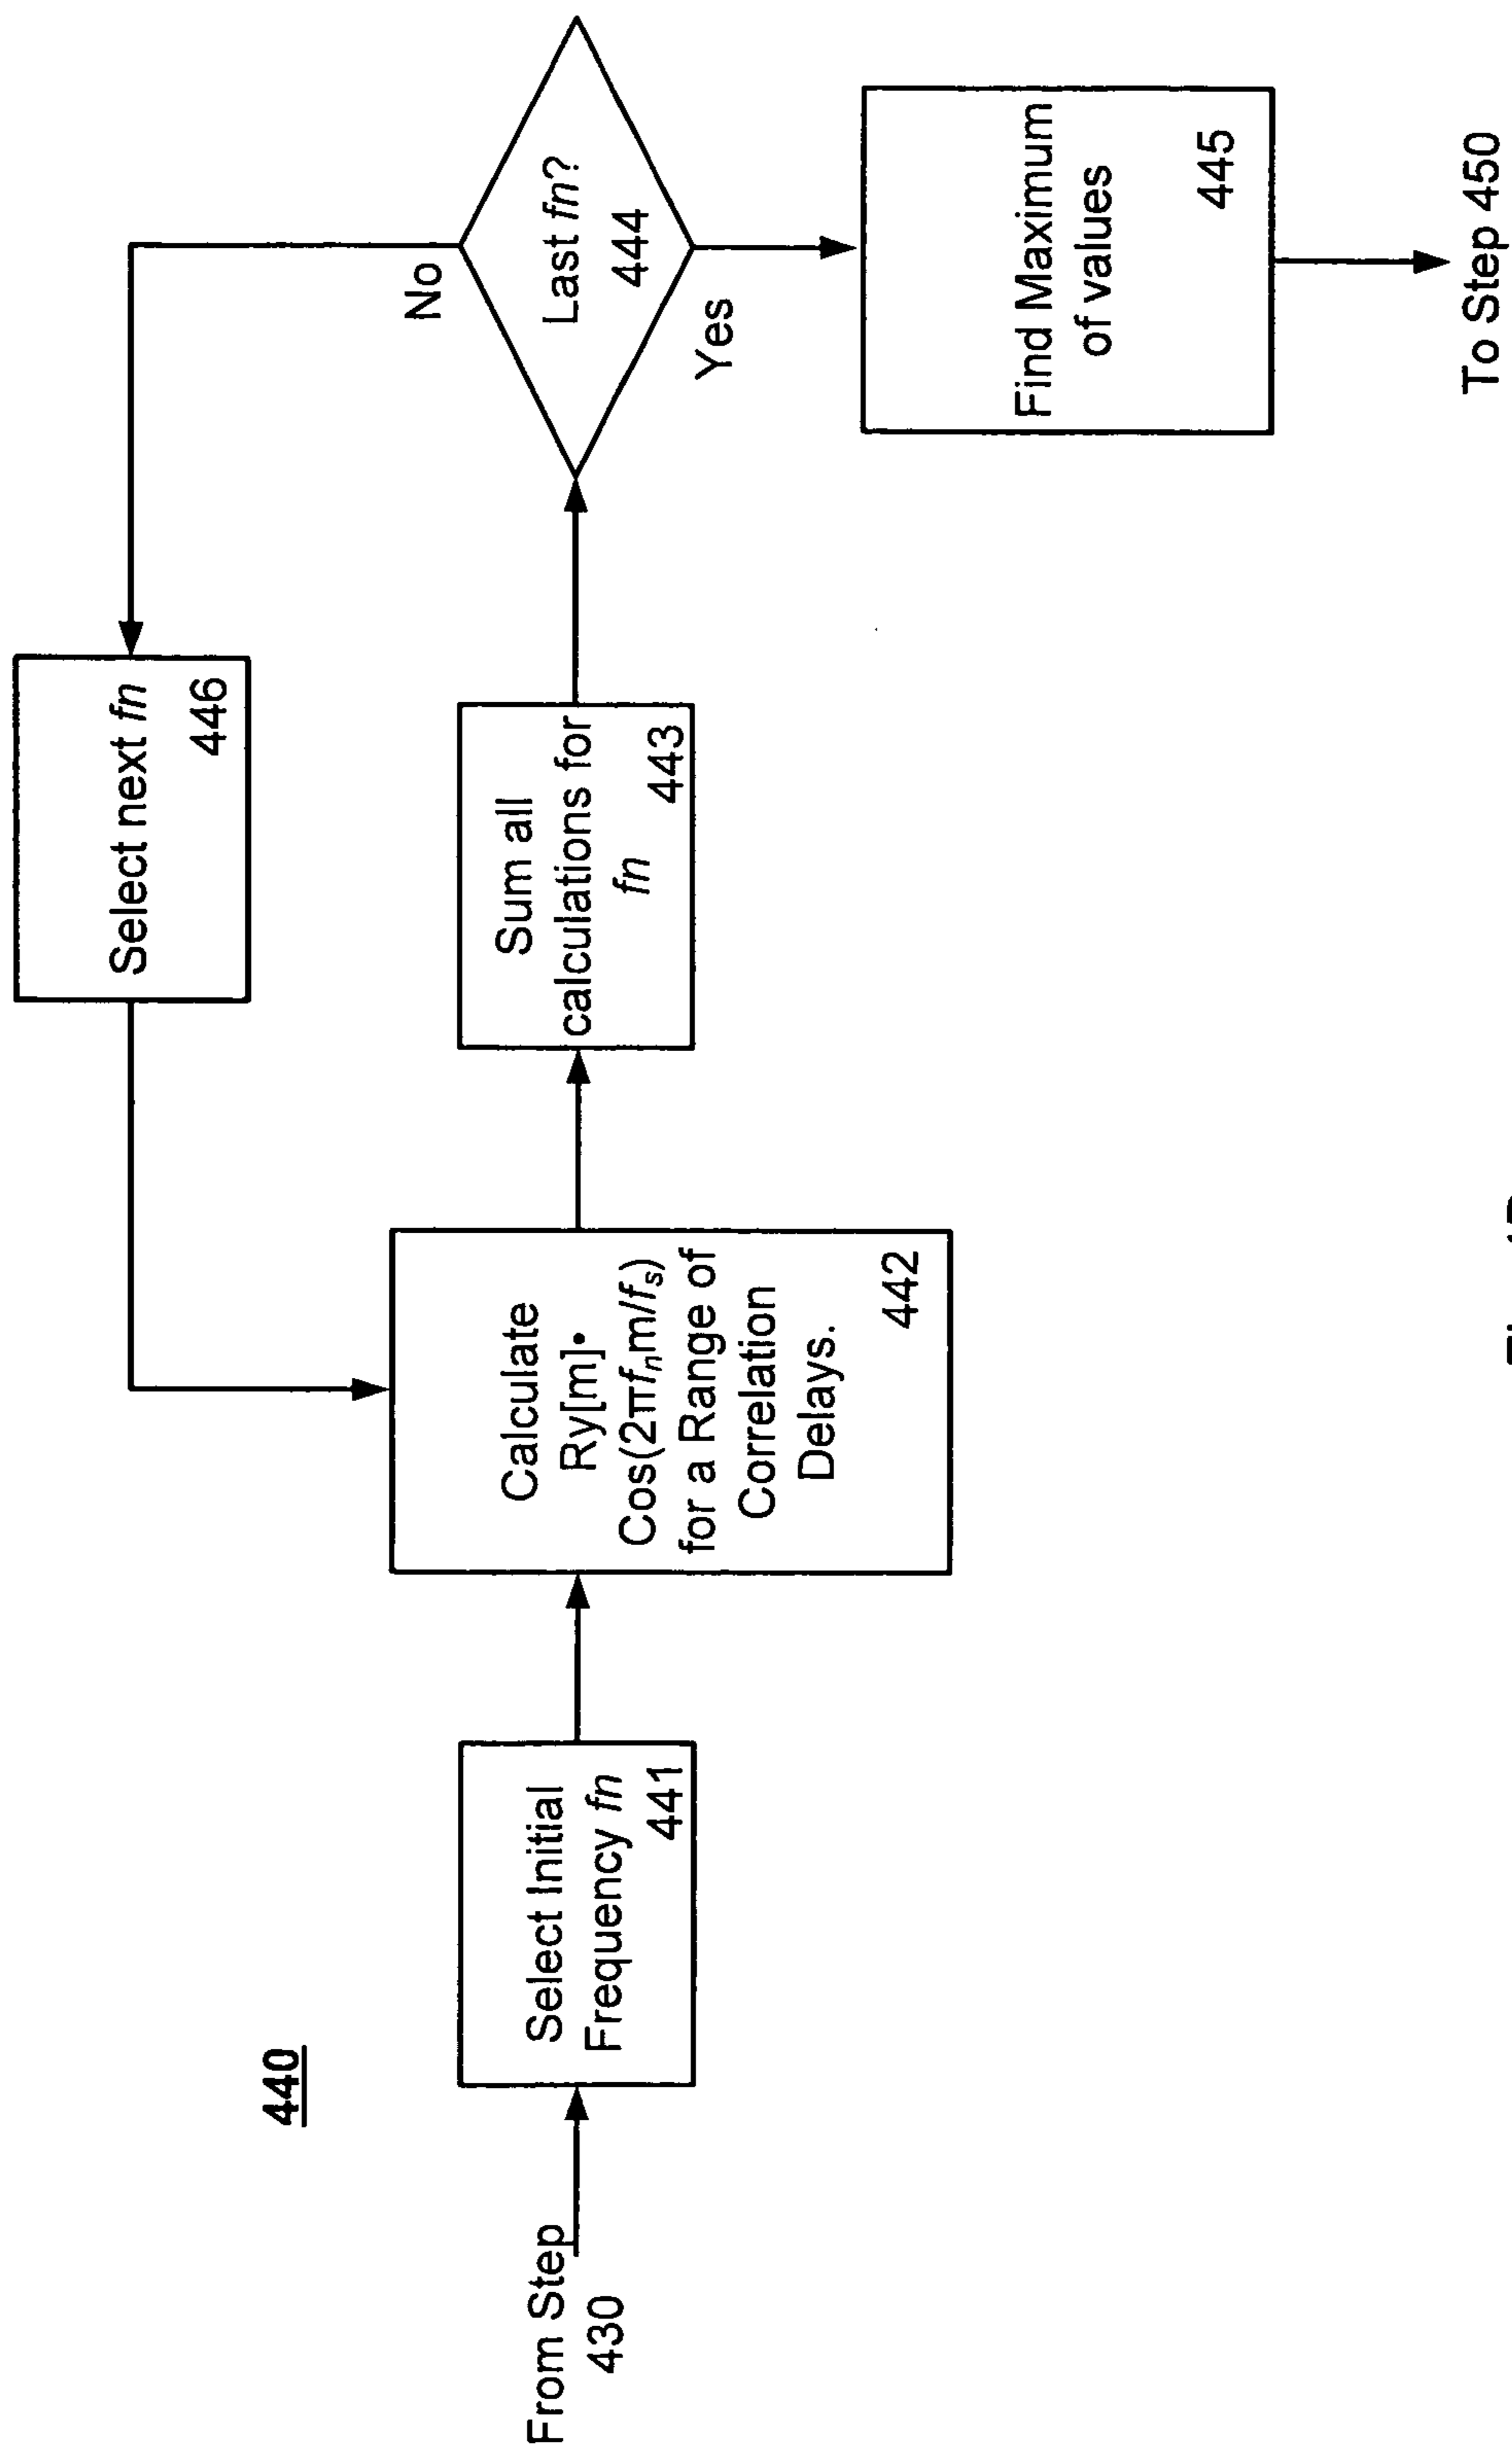 440
From Step
430
Select Initial
Frequency fn
441
Calculate
Ry[m]•
Cos(2πfnm/fs)
for a Range of
Correlation
Delays.
442
Sum all
calculations for
fn
443
Last fn?
444
No
Yes
Select next fn
446
Find Maximum
of values
445
To Step 450